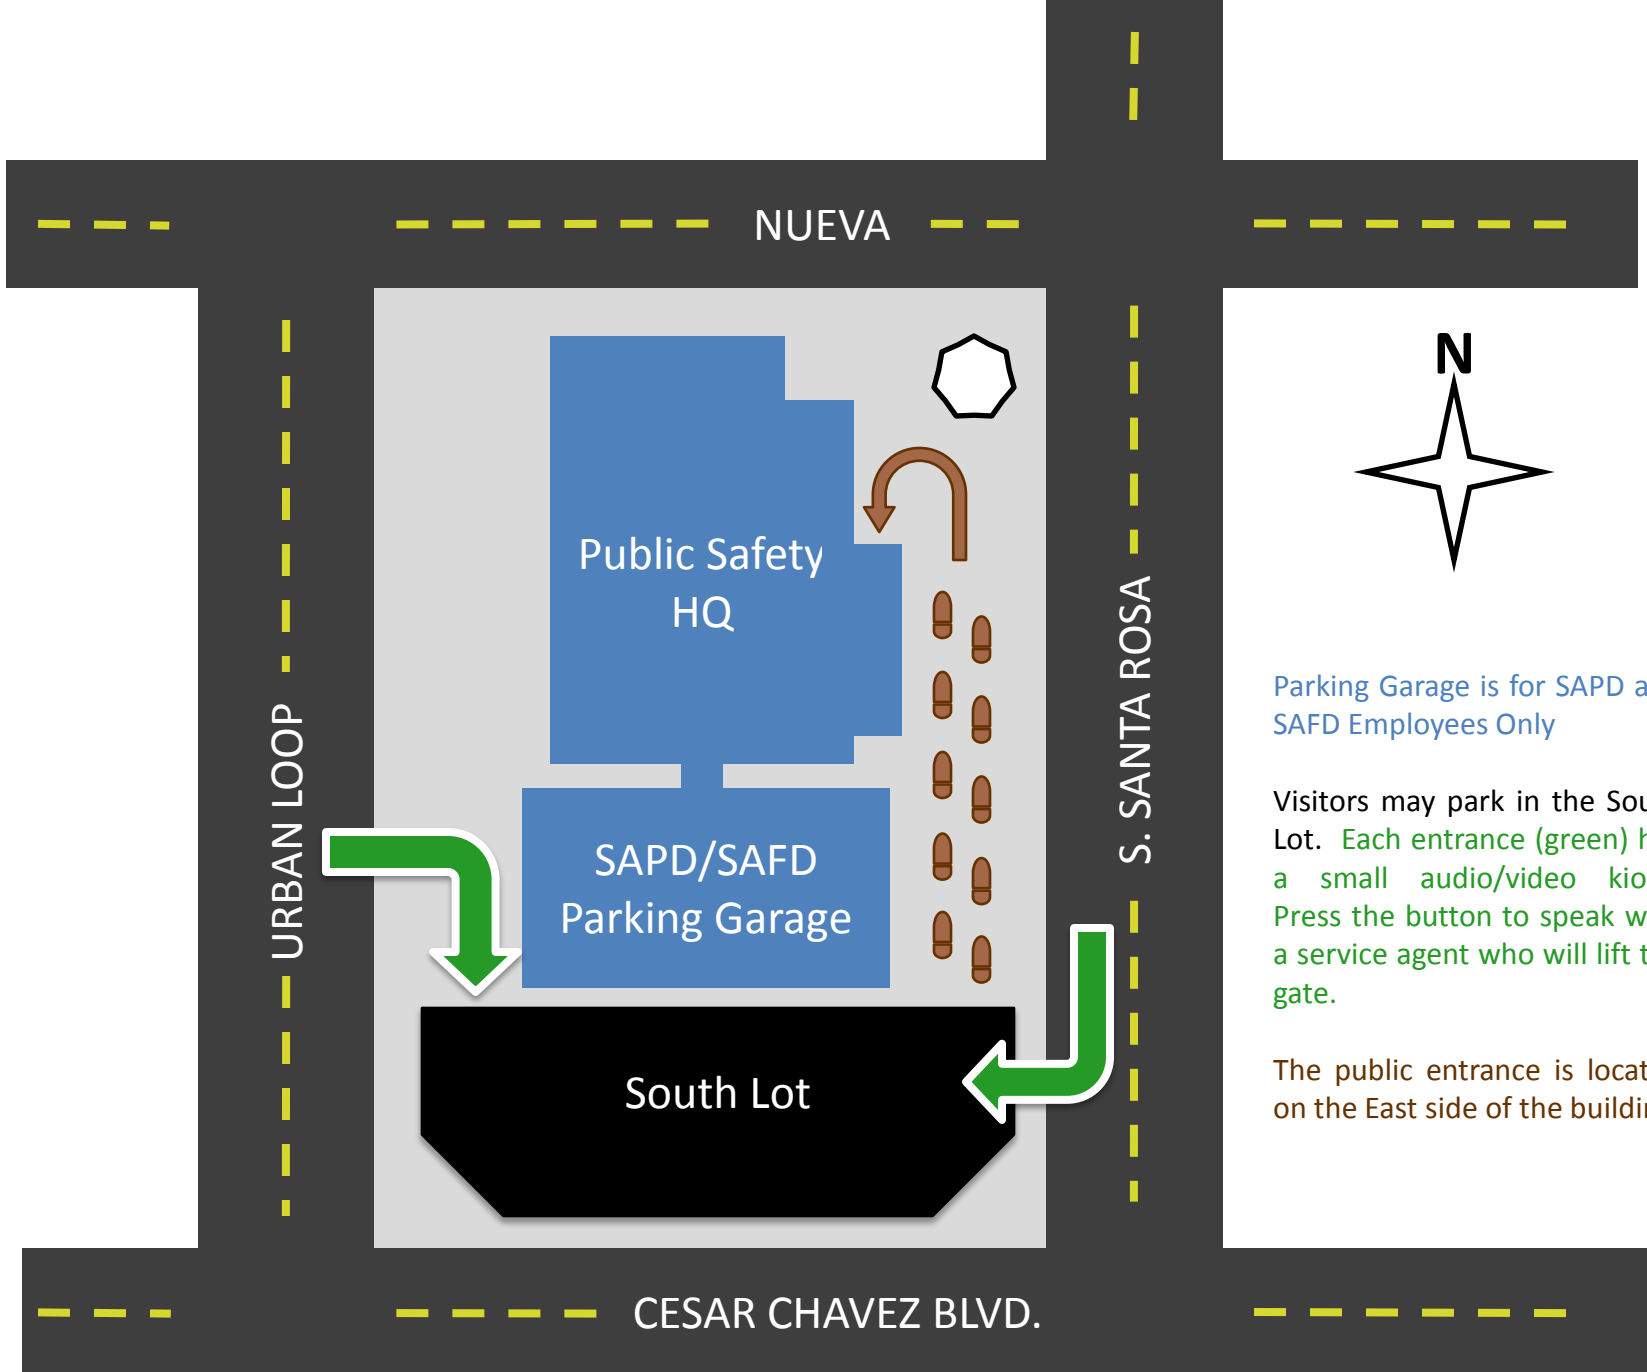 NUEVA
N
Public Safety
HQ
S. SANTA ROSA
URBAN LOOP
SAPD/SAFD
Parking Garage
South Lot
Parking Garage is for SAPD a
SAFD Employees Only
Visitors may park in the Sou
Lot. Each entrance (green) h
a small audio/video kio
Press the button to speak w
a service agent who will lift t
gate.
The public entrance is locat
on the East side of the buildi
CESAR CHAVEZ BLVD.